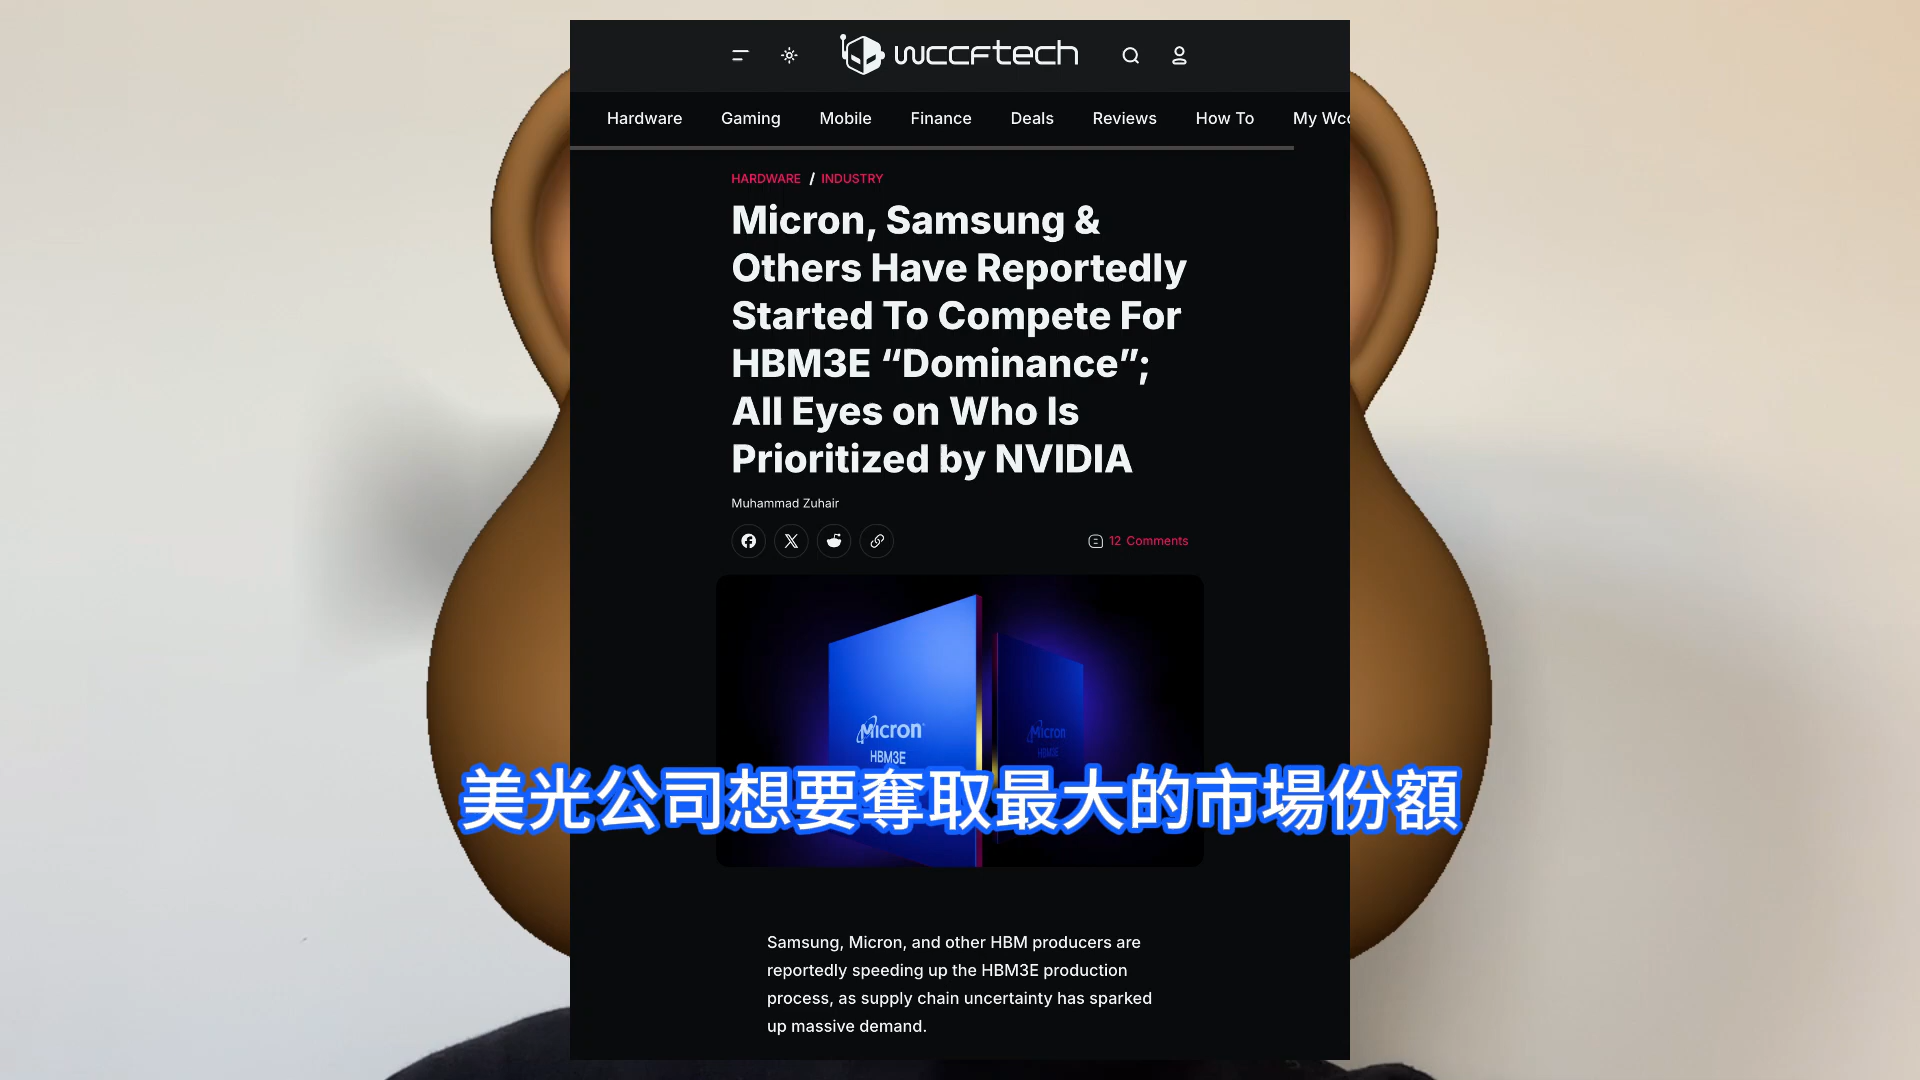 WCCFTECH
Hardware Gaming Mobile Finance Deals Reviews How To My Wcc
HARDWARE / INDUSTRY
Micron, Samsung &
Others Have Reportedly
Started To Compete For
HBM3E “Dominance”;
All Eyes on Who Is
Prioritized by NVIDIA
Muhammad Zuhair
12 Comments
Micron Micron
HBM3E HBM3E
美光公司想要奪取最大的市場份額
Samsung, Micron, and other HBM producers are
reportedly speeding up the HBM3E production
process, as supply chain uncertainty has sparked
up massive demand.